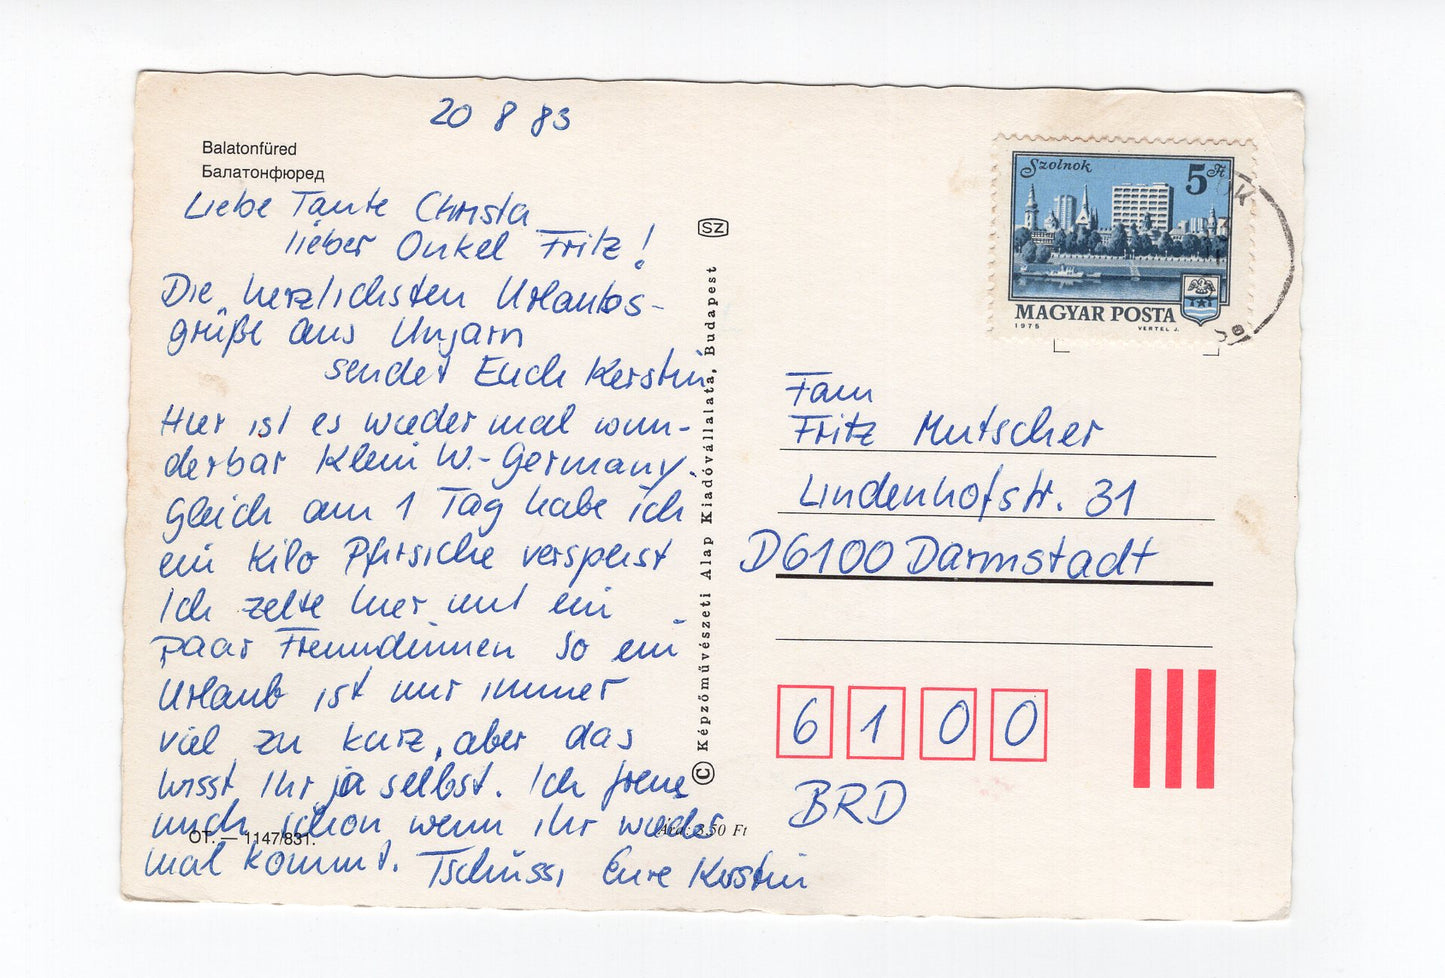 20 8 83
Balatonfüred
Балатонфюред
Liebe Tante Christa
lieber Onkel Fritz!
Die herzlichsten Urlaubs-
grüße aus Ungarn
sendet Euch Kerstin
Hier ist es wieder mal wun-
derbar Klein W.-Germany.
Gleich am 1 Tag habe ich
ein Kilo Pfirsiche verspeist
Ich zelte hier mit ein
paar Freundinnen So ein
Urlaub ist nur immer
viel zu kurz, aber das
wisst Ihr ja selbst. Ich freue
mich schon wenn ihr wieder
mal kommt. Tschüss, Eure Kerstin
OT. — 1147/831.
SZ
© Képzőművészeti Alap Kiadóvállalata, Budapest
Ára: 3,50 Ft
Szolnok 5 Ft
MAGYAR POSTA
1975 VERTEL J.
K
Fam
Fritz Mutscher
Lindenhofstr. 31
D6100 Darmstadt
6 1 0 0
BRD